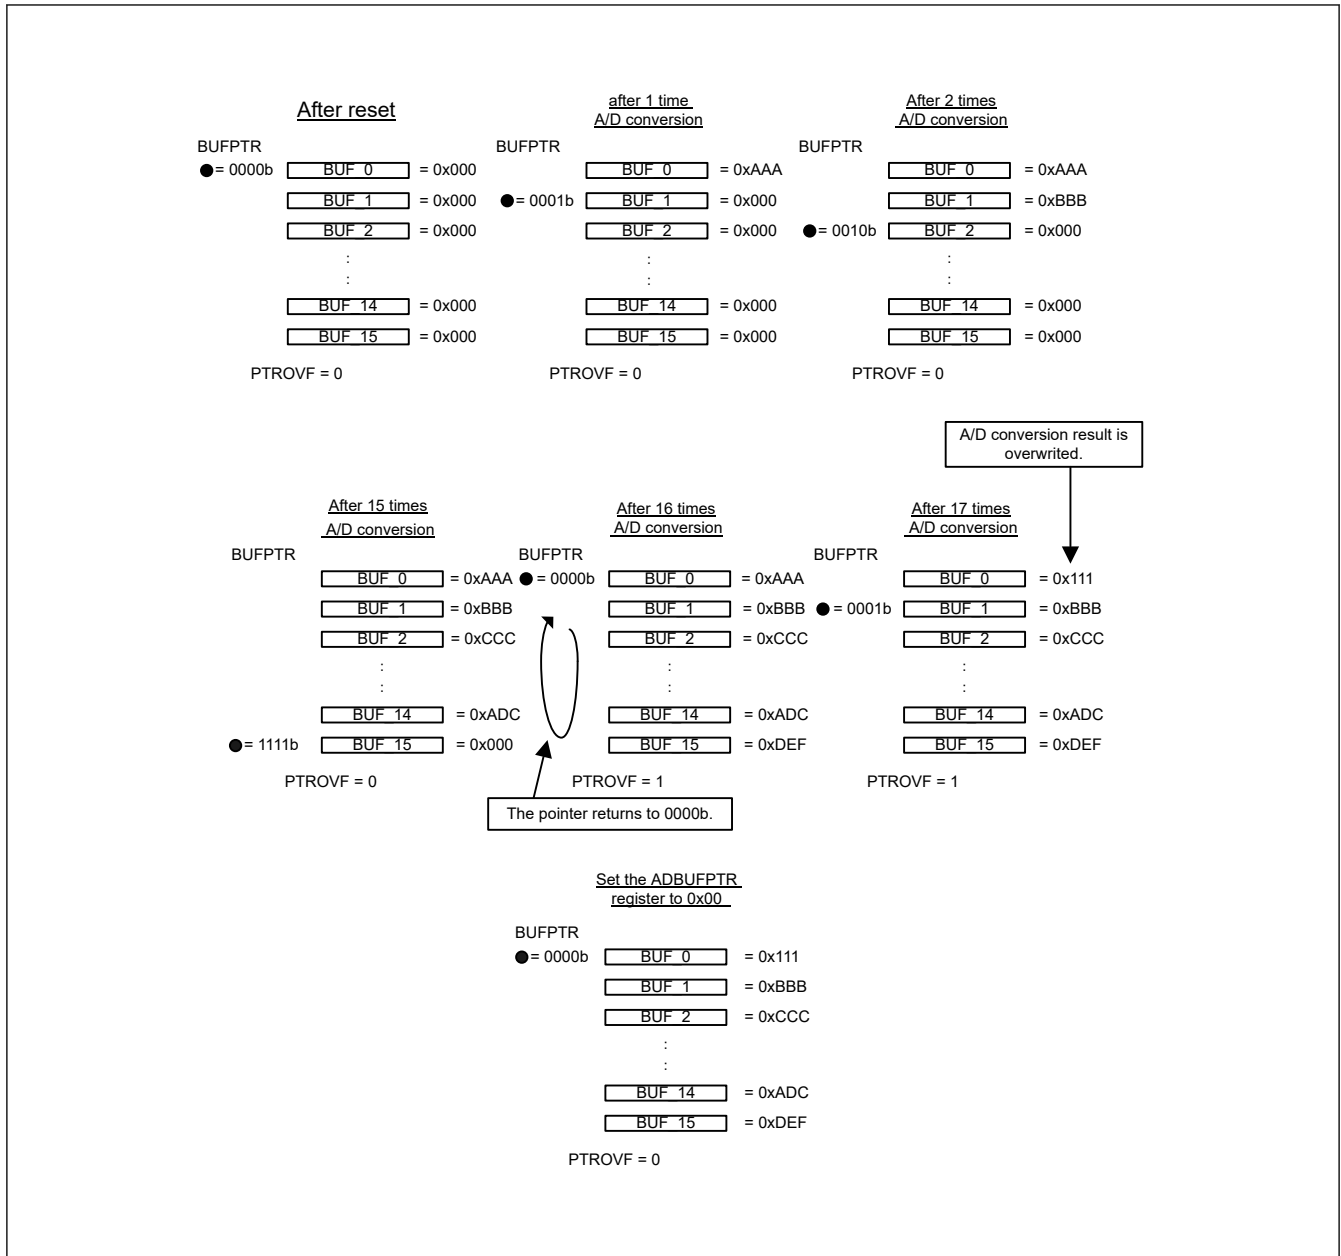 After reset
BUFPTR
= 0000b BUF_0 = 0x000
BUF_1 = 0x000
BUF_2 = 0x000
:
:
BUF_14 = 0x000
BUF_15 = 0x000
PTROVF = 0
after 1 time
A/D conversion
BUFPTR
BUF_0 = 0xAAA
= 0001b BUF_1 = 0x000
BUF_2 = 0x000
:
:
BUF_14 = 0x000
BUF_15 = 0x000
PTROVF = 0
After 2 times
A/D conversion
BUFPTR
BUF_0 = 0xAAA
BUF_1 = 0xBBB
= 0010b BUF_2 = 0x000
:
:
BUF_14 = 0x000
BUF_15 = 0x000
PTROVF = 0
A/D conversion result is
overwrited.
After 15 times
A/D conversion
BUFPTR
BUF_0 = 0xAAA
BUF_1 = 0xBBB
BUF_2 = 0xCCC
:
:
BUF_14 = 0xADC
= 1111b BUF_15 = 0x000
PTROVF = 0
After 16 times
A/D conversion
BUFPTR
= 0000b BUF_0 = 0xAAA
BUF_1 = 0xBBB
BUF_2 = 0xCCC
:
:
BUF_14 = 0xADC
BUF_15 = 0xDEF
PTROVF = 1
The pointer returns to 0000b.
After 17 times
A/D conversion
BUFPTR
BUF_0 = 0x111
= 0001b BUF_1 = 0xBBB
BUF_2 = 0xCCC
:
:
BUF_14 = 0xADC
BUF_15 = 0xDEF
PTROVF = 1
Set the ADBUFPTR
register to 0x00
BUFPTR
= 0000b BUF_0 = 0x111
BUF_1 = 0xBBB
BUF_2 = 0xCCC
:
:
BUF_14 = 0xADC
BUF_15 = 0xDEF
PTROVF = 0